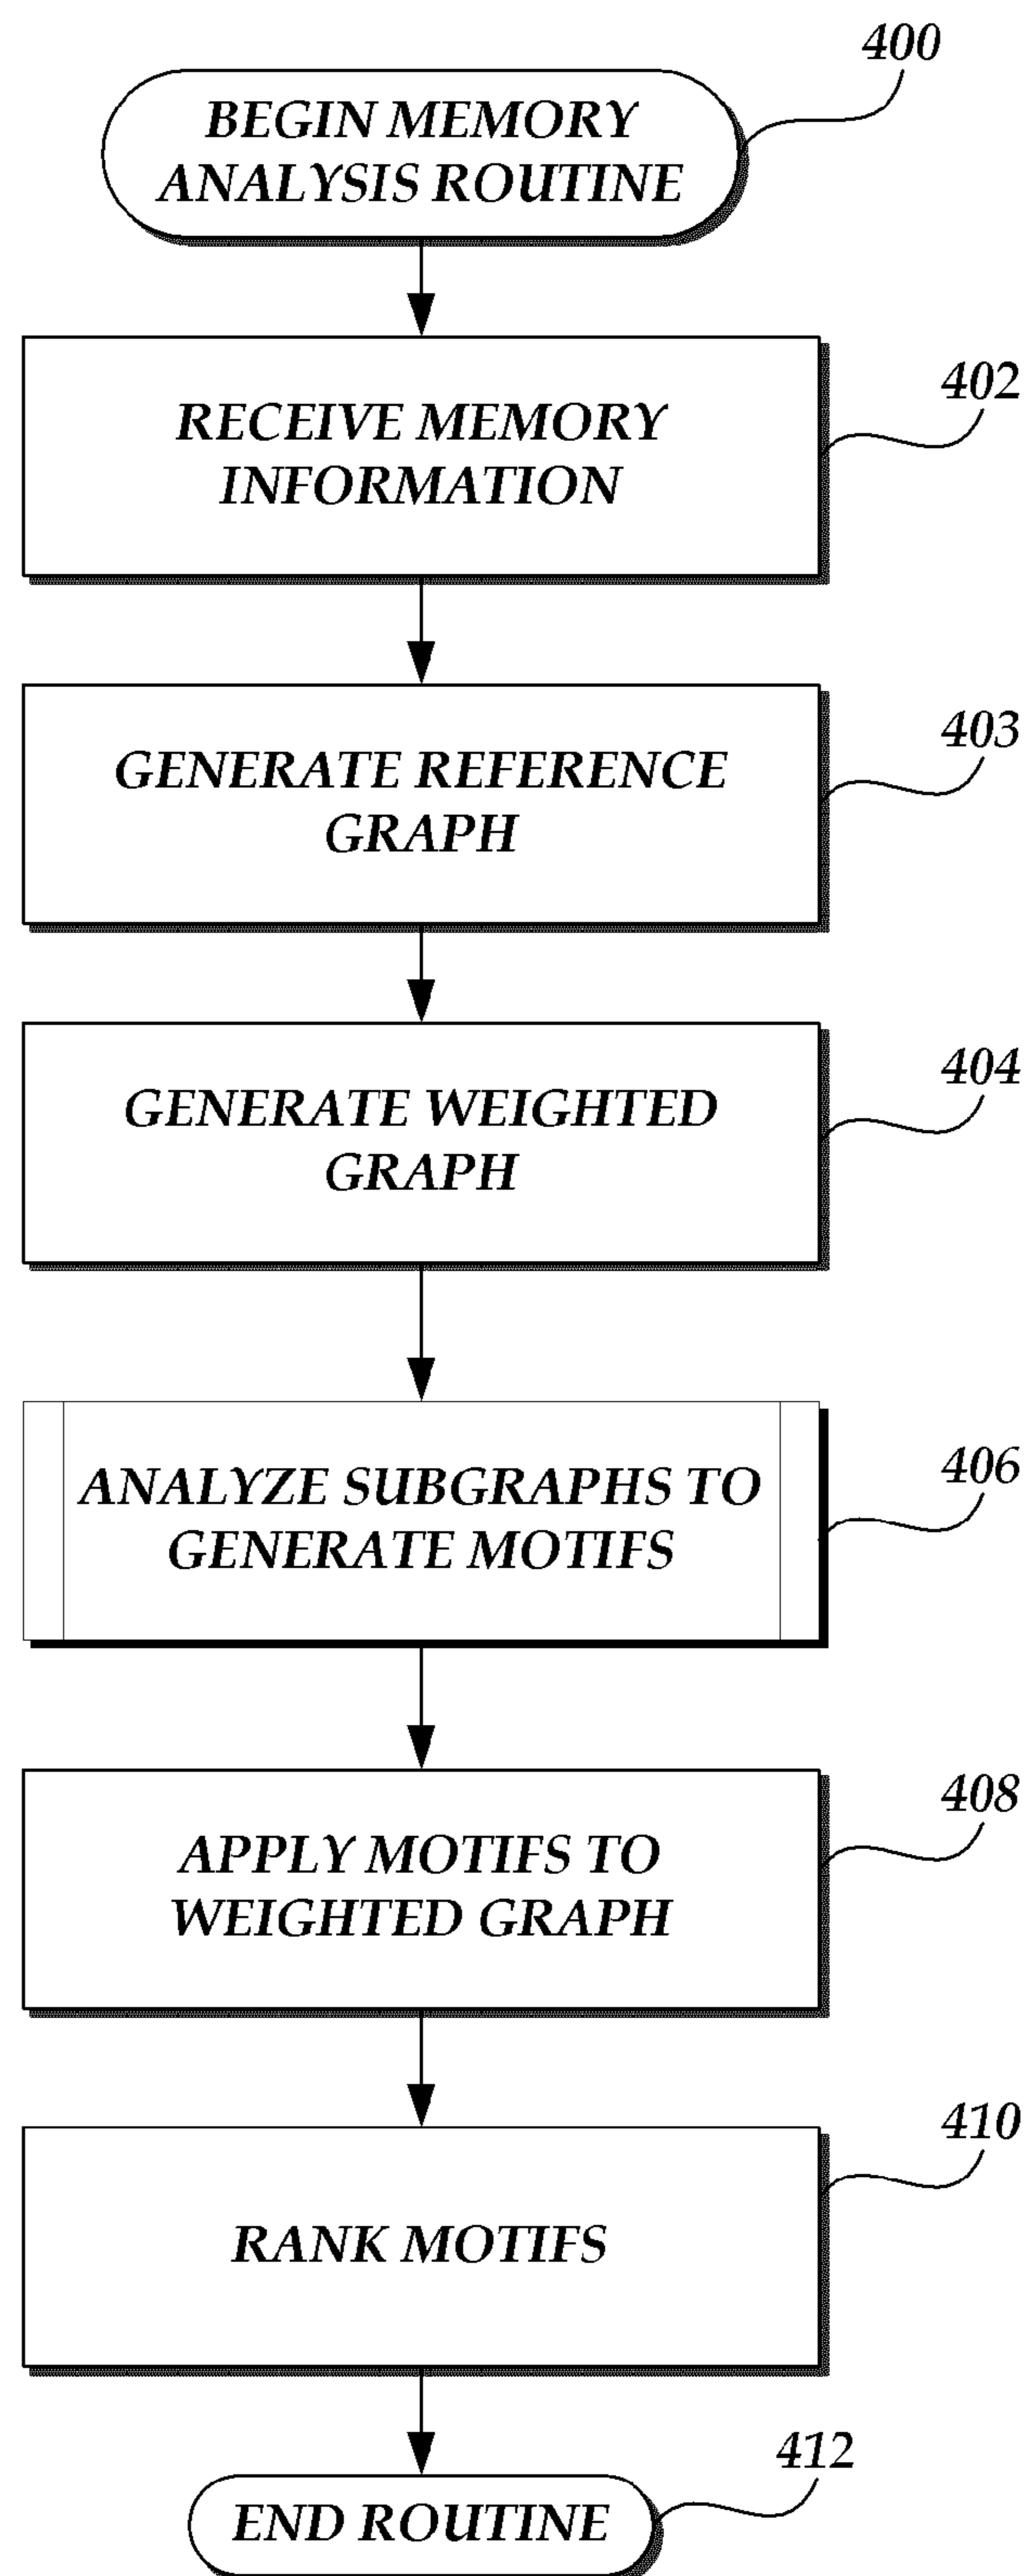 400
BEGIN MEMORY
ANALYSIS ROUTINE
402
RECEIVE MEMORY
INFORMATION
403
GENERATE REFERENCE
GRAPH
404
GENERATE WEIGHTED
GRAPH
406
ANALYZE SUBGRAPHS TO
GENERATE MOTIFS
408
APPLY MOTIFS TO
WEIGHTED GRAPH
410
RANK MOTIFS
412
END ROUTINE